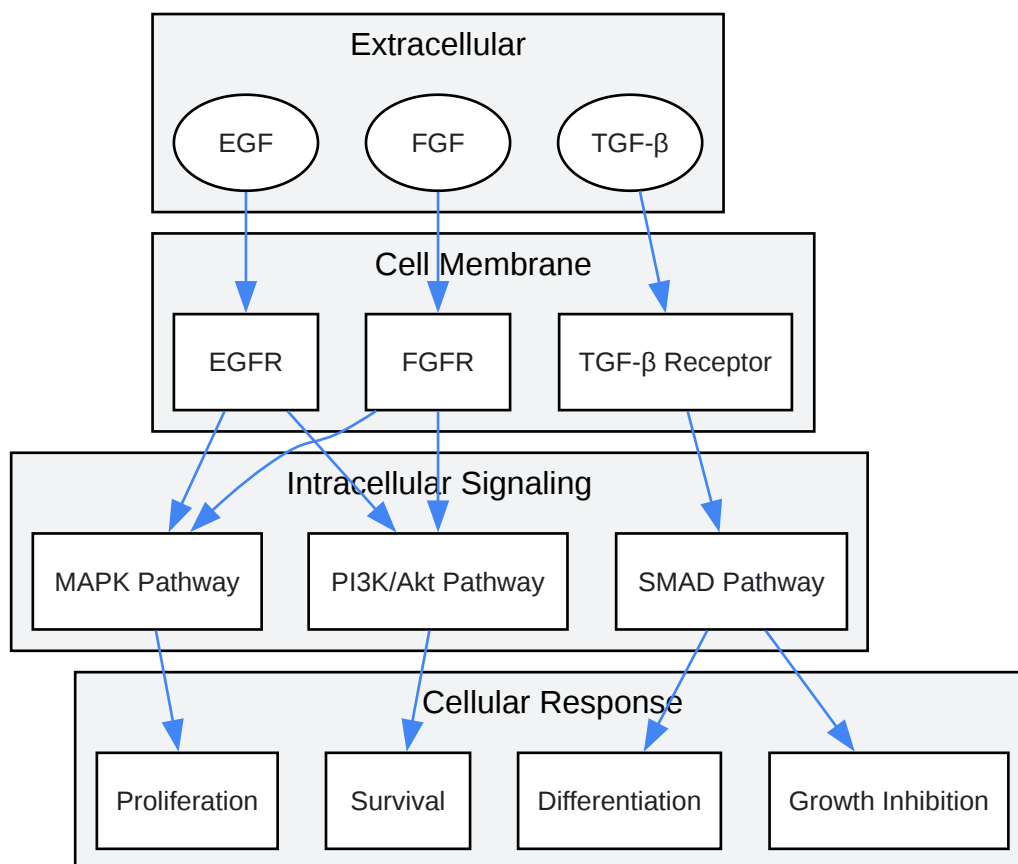 Extracellular
EGF
FGF
TGF-β
Cell Membrane
EGFR
FGFR
TGF-β Receptor
Intracellular Signaling
MAPK Pathway
PI3K/Akt Pathway
SMAD Pathway
Cellular Response
Proliferation
Survival
Differentiation
Growth Inhibition